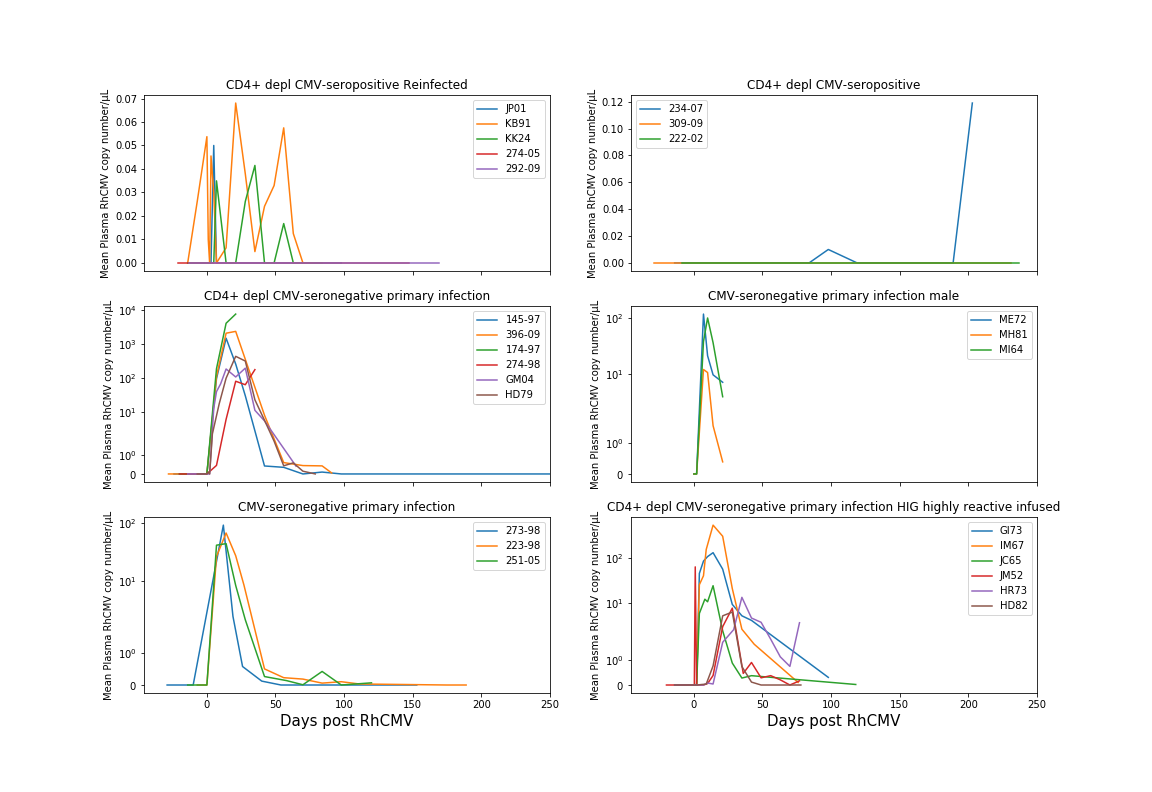 CD4+ depl CMV-seropositive Reinfected
Mean Plasma RhCMV copy number/μL
0.07
0.06
0.05
0.04
0.03
0.02
0.01
0.00
JP01
KB91
KK24
274-05
292-09
CD4+ depl CMV-seropositive
Mean Plasma RhCMV copy number/μL
0.12
0.10
0.08
0.06
0.04
0.02
0.00
234-07
309-09
222-02
CD4+ depl CMV-seronegative primary infection
Mean Plasma RhCMV copy number/μL
10⁴
10³
10²
10¹
10⁰
0
145-97
396-09
174-97
274-98
GM04
HD79
CMV-seronegative primary infection male
Mean Plasma RhCMV copy number/μL
10²
10¹
10⁰
0
ME72
MH81
MI64
CMV-seronegative primary infection
Mean Plasma RhCMV copy number/μL
10²
10¹
10⁰
0
273-98
223-98
251-05
0 50 100 150 200 250
Days post RhCMV
CD4+ depl CMV-seronegative primary infection HIG highly reactive infused
Mean Plasma RhCMV copy number/μL
10²
10¹
10⁰
0
GI73
IM67
JC65
JM52
HR73
HD82
0 50 100 150 200 250
Days post RhCMV